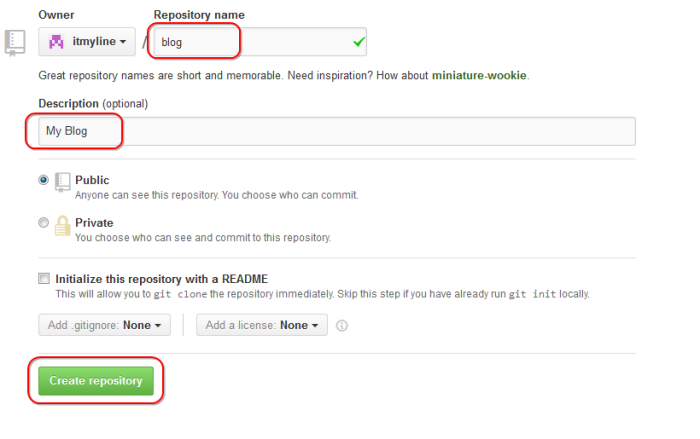 Owner Repository name
itmyline / blog
Great repository names are short and memorable. Need inspiration? How about miniature-wookie.
Description (optional)
My Blog
Public
Anyone can see this repository. You choose who can commit.
Private
You choose who can see and commit to this repository.
Initialize this repository with a README
This will allow you to git clone the repository immediately. Skip this step if you have already run git init locally.
Add .gitignore: None Add a license: None
Create repository